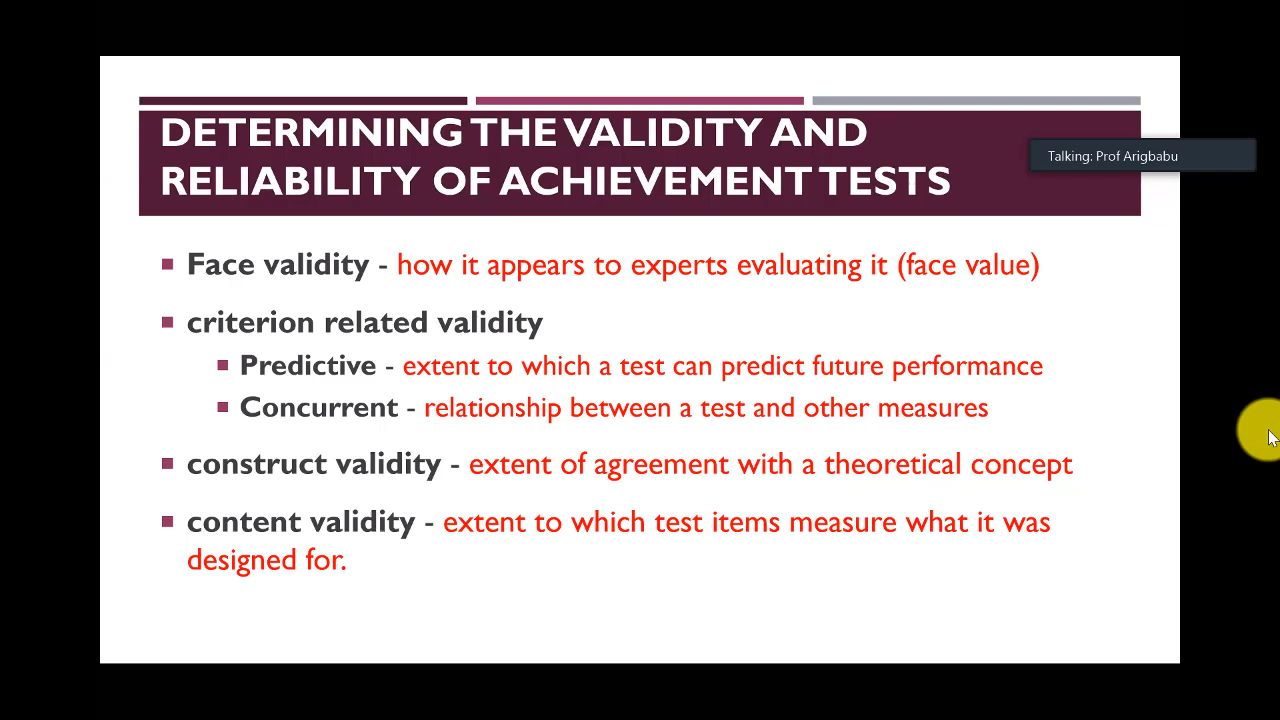 DETERMINING THE VALIDITY AND
RELIABILITY OF ACHIEVEMENT TESTS
Talking: Prof Arigbabu
Face validity - how it appears to experts evaluating it (face value)
criterion related validity
Predictive - extent to which a test can predict future performance
Concurrent - relationship between a test and other measures
construct validity - extent of agreement with a theoretical concept
content validity - extent to which test items measure what it was
designed for.